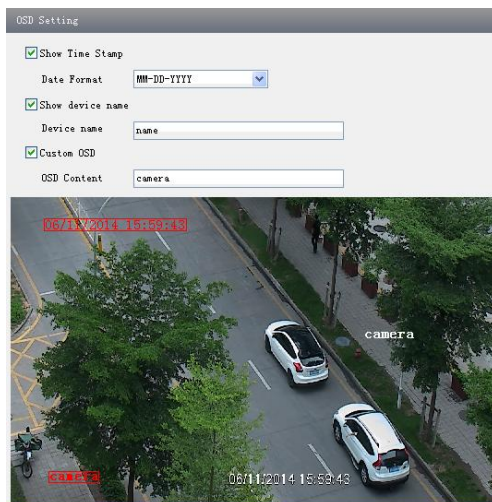 OSD Setting
Show Time Stamp
Date Format MM-DD-YYYY
Show device name
Device name name
Custom OSD
OSD Content camera
06/17/2014 15:59:43
camera
camera
06/11/2014 15:59:43